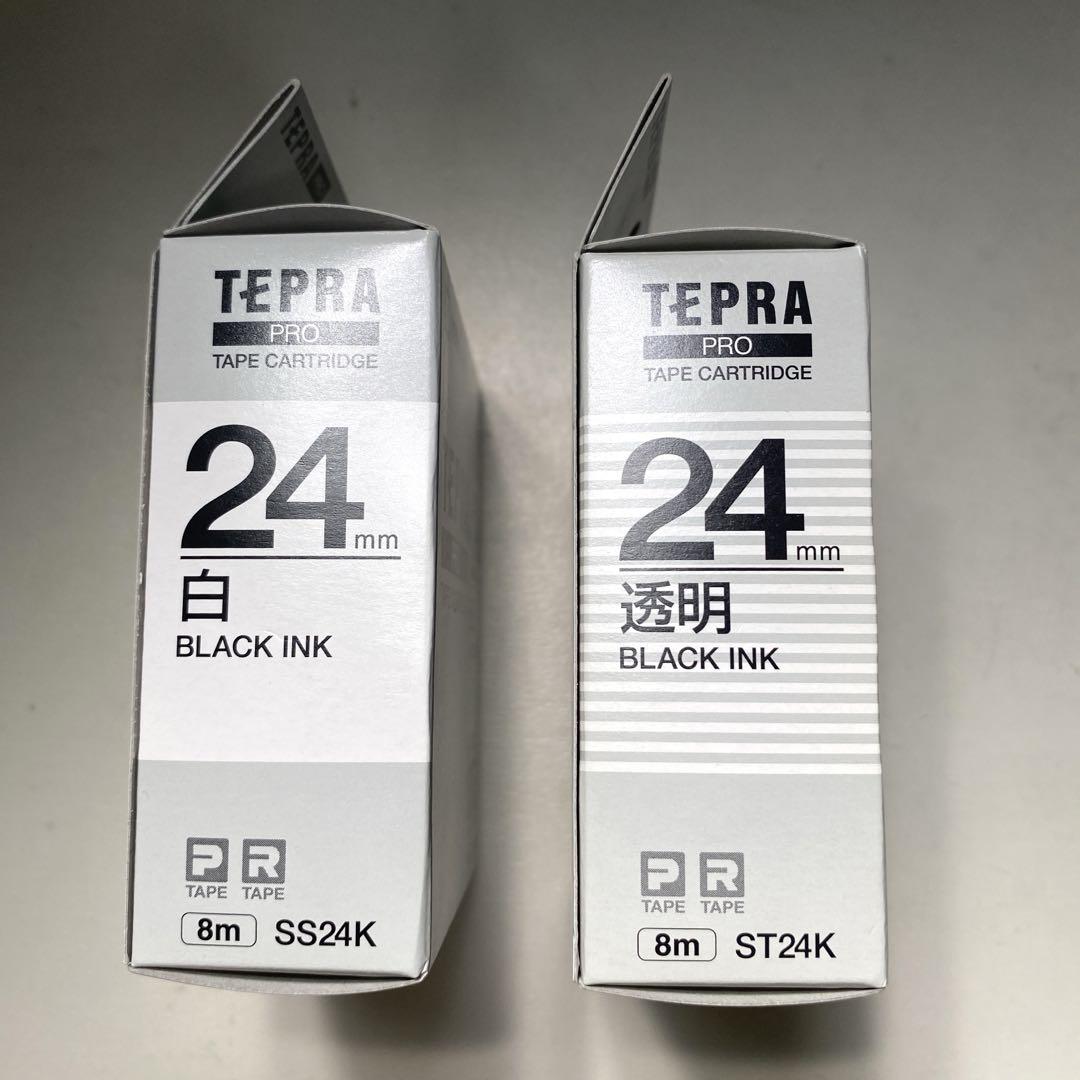 TEPRA
TEPRA
PRO
TAPE CARTRIDGE
24mm
白
BLACK INK
P R
TAPE TAPE
8m SS24K
TEPRA
PRO
TAPE CARTRIDGE
24mm
透明
BLACK INK
P R
TAPE TAPE
8m ST24K